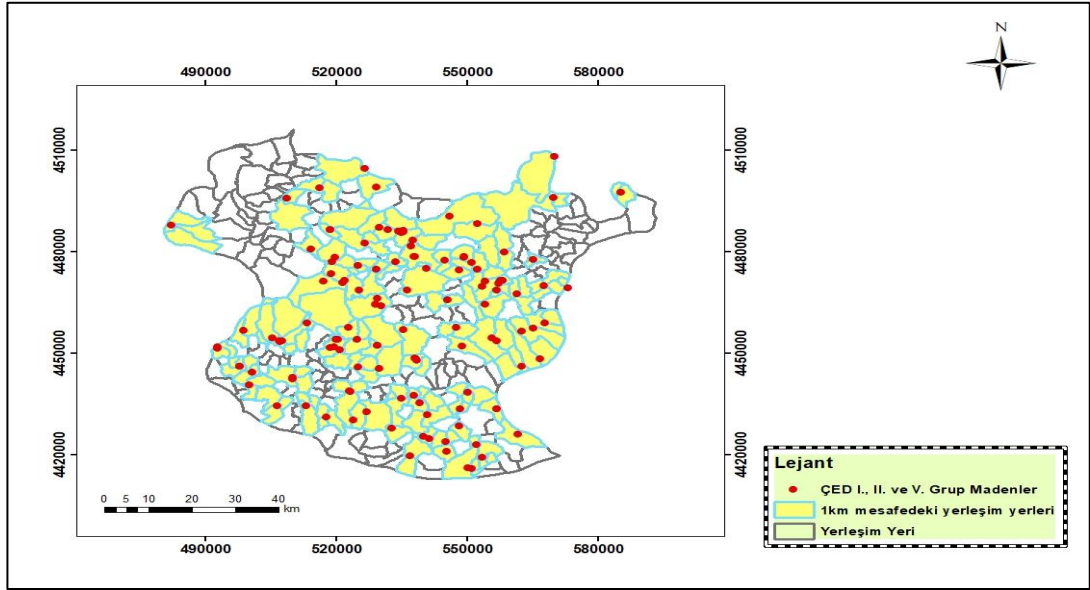 N
490000 520000 550000 580000
4510000 4510000
4480000 4480000
4450000 4450000
4420000 4420000
0 5 10 20 30 40
km
490000 520000 550000 580000
Lejant
ÇED I., II. ve V. Grup Madenler
1km mesafedeki yerleşim yerleri
Yerleşim Yeri